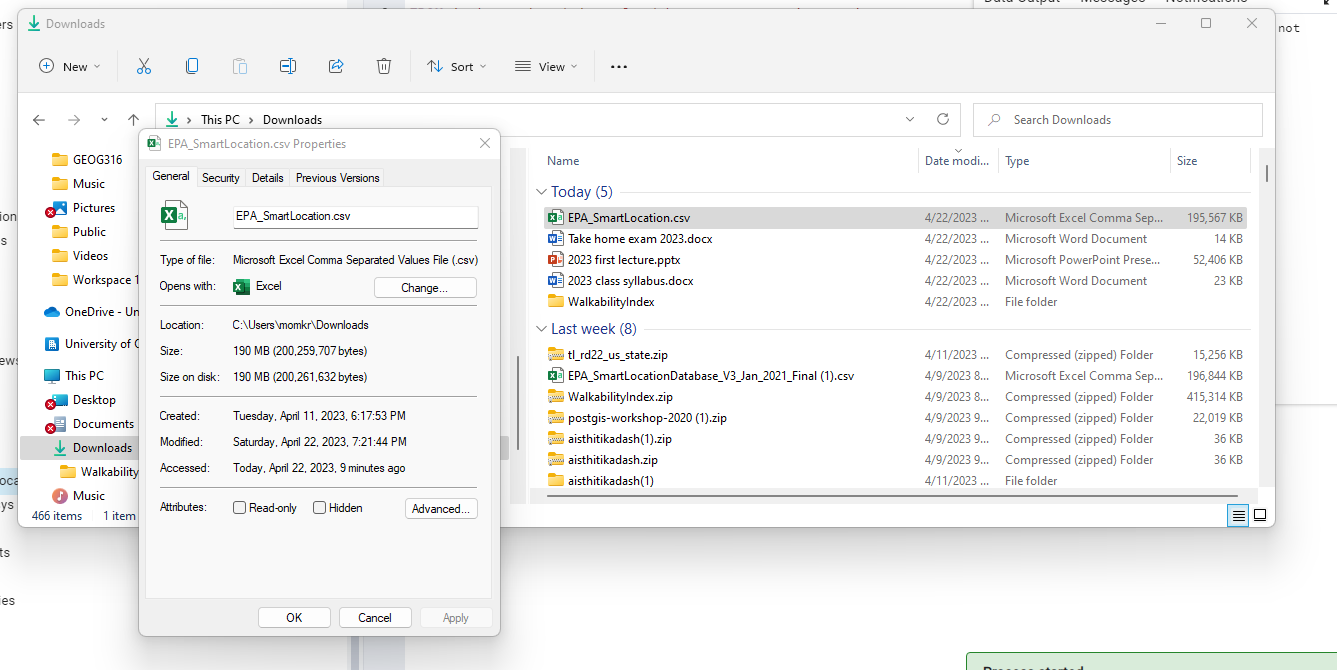 Data Output Messages Notifications
Downloads
not
New
Sort
View
This PC > Downloads
Search Downloads
GEOG316
Music
Pictures
Public
Videos
Workspace 1
OneDrive - Un
University of
This PC
Desktop
Documents
Downloads
Walkability
Music
466 items 1 item
EPA_SmartLocation.csv Properties
General Security Details Previous Versions
EPA_SmartLocation.csv
Type of file: Microsoft Excel Comma Separated Values File (.csv)
Opens with: Excel Change...
Location: C:\Users\momkr\Downloads
Size: 190 MB (200,259,707 bytes)
Size on disk: 190 MB (200,261,632 bytes)
Created: Tuesday, April 11, 2023, 6:17:53 PM
Modified: Saturday, April 22, 2023, 7:21:44 PM
Accessed: Today, April 22, 2023, 9 minutes ago
Attributes: Read-only Hidden Advanced...
OK Cancel Apply
Name Date modi... Type Size
Today (5)
EPA_SmartLocation.csv 4/22/2023 ... Microsoft Excel Comma Sep... 195,567 KB
Take home exam 2023.docx 4/22/2023 ... Microsoft Word Document 14 KB
2023 first lecture.pptx 4/22/2023 ... Microsoft PowerPoint Prese... 52,406 KB
2023 class syllabus.docx 4/22/2023 ... Microsoft Word Document 23 KB
WalkabilityIndex 4/22/2023 ... File folder
Last week (8)
tl_rd22_us_state.zip 4/11/2023 ... Compressed (zipped) Folder 15,256 KB
EPA_SmartLocationDatabase_V3_Jan_2021_Final (1).csv 4/9/2023 8... Microsoft Excel Comma Sep... 196,844 KB
WalkabilityIndex.zip 4/9/2023 8... Compressed (zipped) Folder 415,314 KB
postgis-workshop-2020 (1).zip 4/9/2023 9... Compressed (zipped) Folder 22,019 KB
aisthitikadash(1).zip 4/9/2023 9... Compressed (zipped) Folder 36 KB
aisthitikadash.zip 4/9/2023 9... Compressed (zipped) Folder 36 KB
aisthitikadash(1) 4/11/2023 ... File folder
Process started